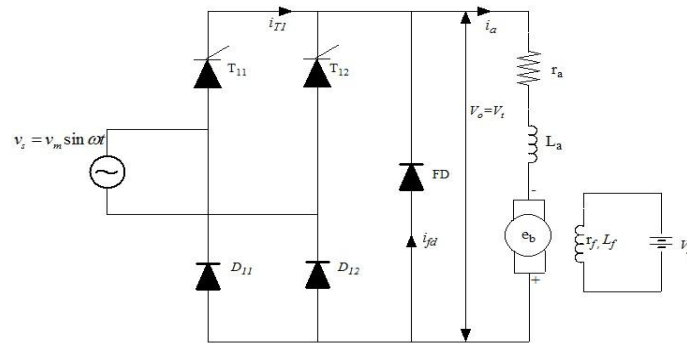 i_{T1}
i_a
T_{11}
T_{12}
r_a
V_o=V_t
v_s = v_m sin ωt
L_a
FD
-
e_b
r_f, L_f
i_{fd}
D_{11}
D_{12}
+